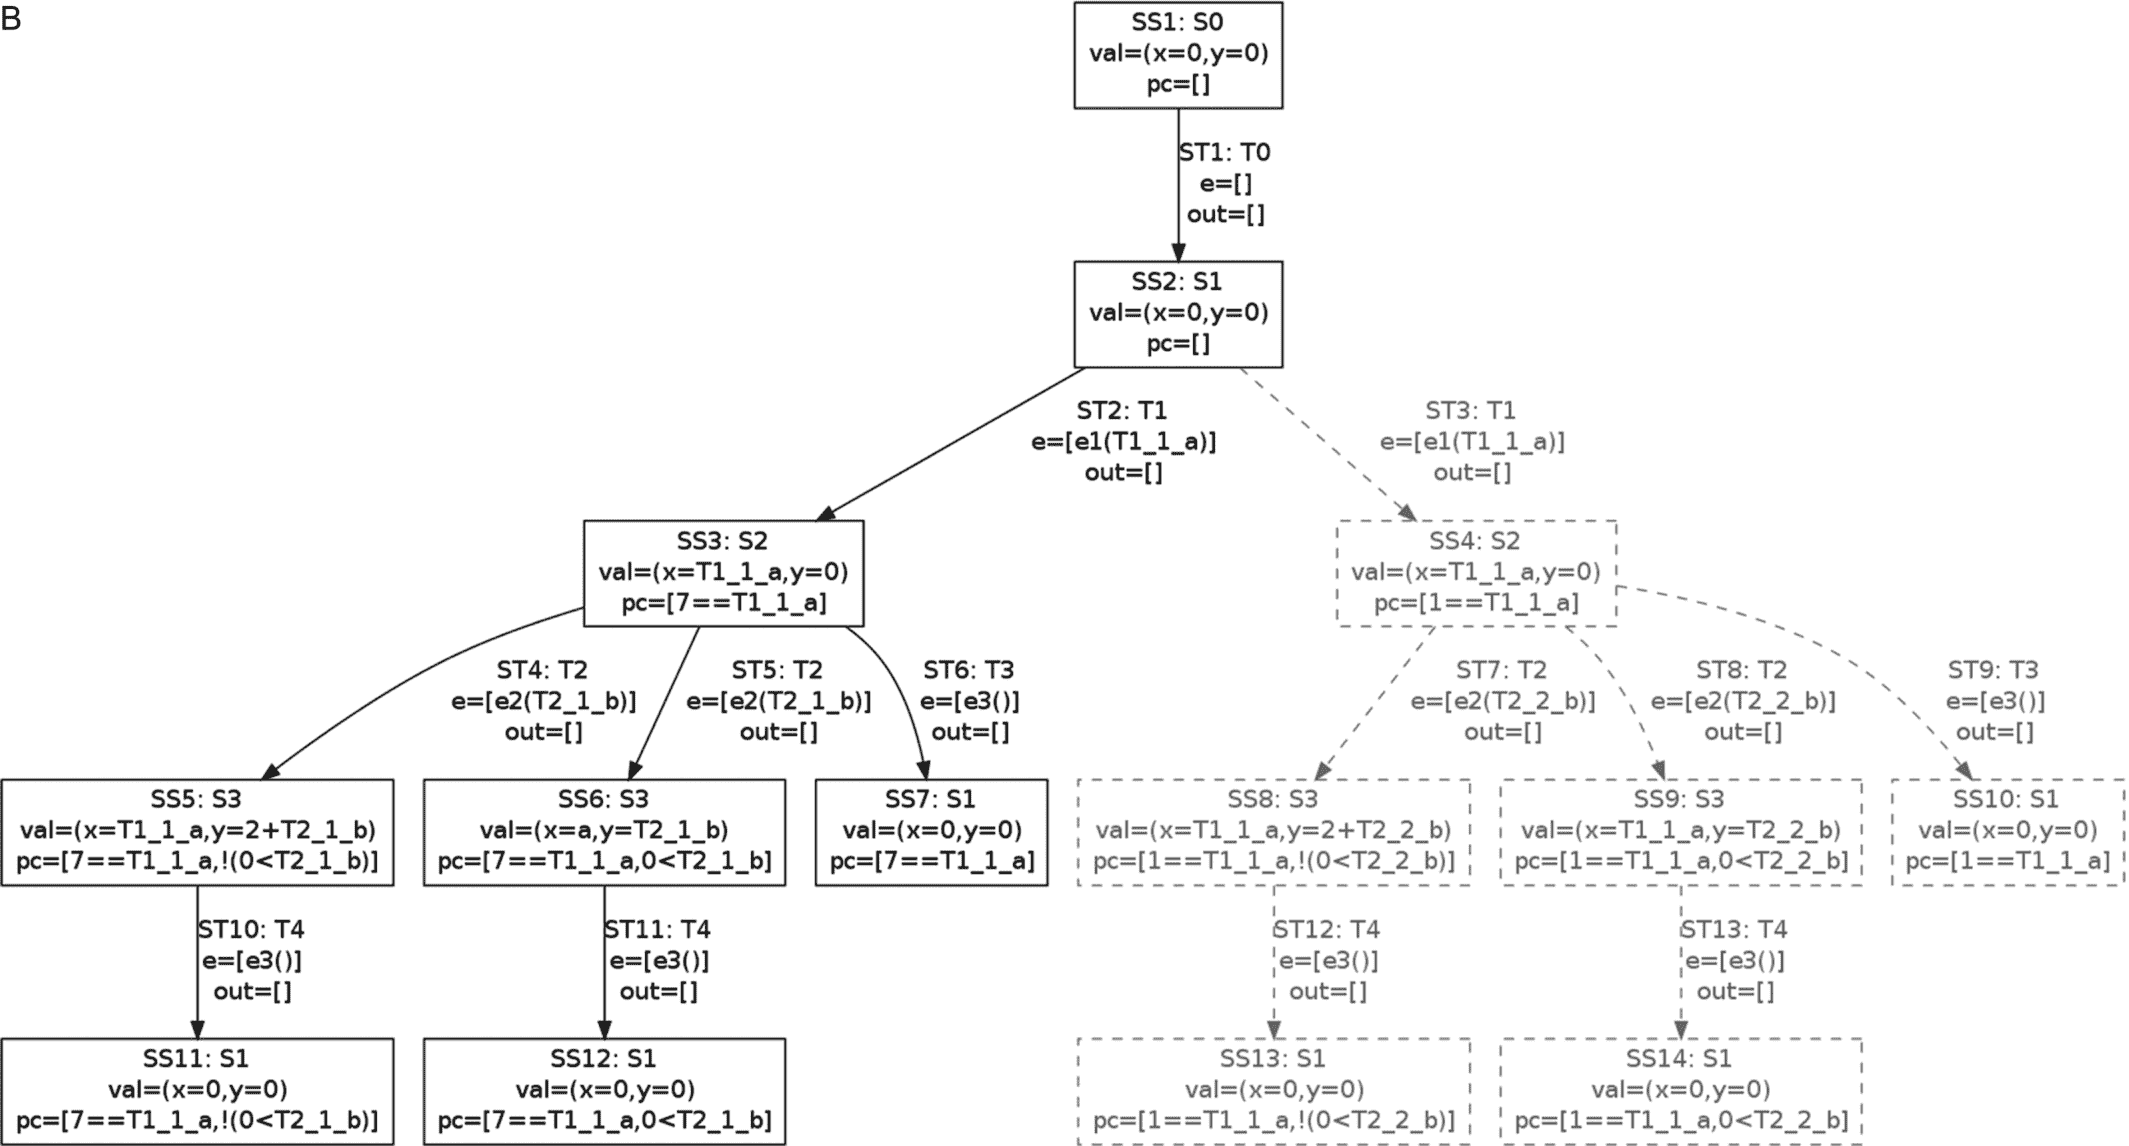 B
SS1: S0
val=(x=0,y=0)
pc=[]
ST1: T0
e=[]
out=[]
SS2: S1
val=(x=0,y=0)
pc=[]
ST2: T1
e=[e1(T1_1_a)]
out=[]
ST3: T1
e=[e1(T1_1_a)]
out=[]
SS3: S2
val=(x=T1_1_a,y=0)
pc=[7==T1_1_a]
SS4: S2
val=(x=T1_1_a,y=0)
pc=[1==T1_1_a]
ST4: T2
e=[e2(T2_1_b)]
out=[]
ST5: T2
e=[e2(T2_1_b)]
out=[]
ST6: T3
e=[e3()]
out=[]
ST7: T2
e=[e2(T2_2_b)]
out=[]
ST8: T2
e=[e2(T2_2_b)]
out=[]
ST9: T3
e=[e3()]
out=[]
SS5: S3
val=(x=T1_1_a,y=2+T2_1_b)
pc=[7==T1_1_a,!(0<T2_1_b)]
SS6: S3
val=(x=a,y=T2_1_b)
pc=[7==T1_1_a,0<T2_1_b]
SS7: S1
val=(x=0,y=0)
pc=[7==T1_1_a]
SS8: S3
val=(x=T1_1_a,y=2+T2_2_b)
pc=[1==T1_1_a,!(0<T2_2_b)]
SS9: S3
val=(x=T1_1_a,y=T2_2_b)
pc=[1==T1_1_a,0<T2_2_b]
SS10: S1
val=(x=0,y=0)
pc=[1==T1_1_a]
ST10: T4
e=[e3()]
out=[]
ST11: T4
e=[e3()]
out=[]
ST12: T4
e=[e3()]
out=[]
ST13: T4
e=[e3()]
out=[]
SS11: S1
val=(x=0,y=0)
pc=[7==T1_1_a,!(0<T2_1_b)]
SS12: S1
val=(x=0,y=0)
pc=[7==T1_1_a,0<T2_1_b]
SS13: S1
val=(x=0,y=0)
pc=[1==T1_1_a,!(0<T2_2_b)]
SS14: S1
val=(x=0,y=0)
pc=[1==T1_1_a,0<T2_2_b]